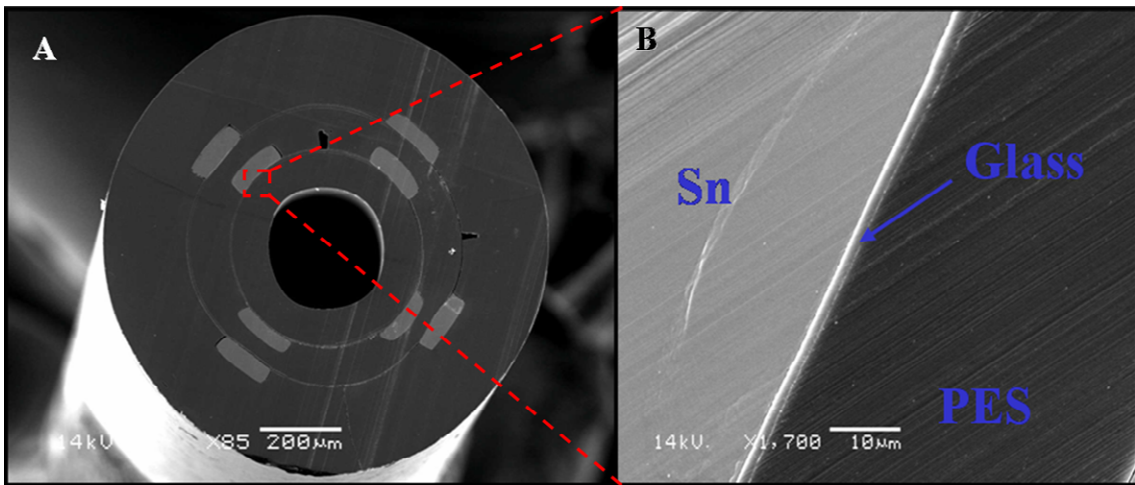 A
14kV X85 200μm
B
Sn
Glass
PES
14kV. X1,700 10μm